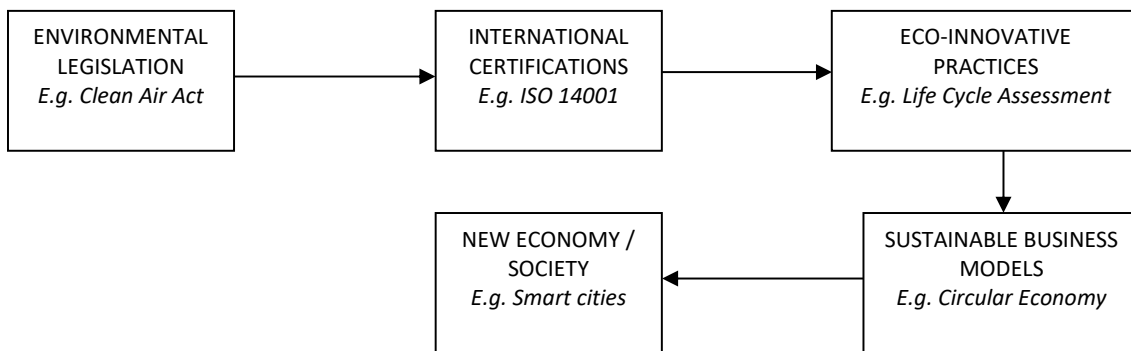 ENVIRONMENTAL
LEGISLATION
E.g. Clean Air Act
INTERNATIONAL
CERTIFICATIONS
E.g. ISO 14001
ECO-INNOVATIVE
PRACTICES
E.g. Life Cycle Assessment
NEW ECONOMY /
SOCIETY
E.g. Smart cities
SUSTAINABLE BUSINESS
MODELS
E.g. Circular Economy